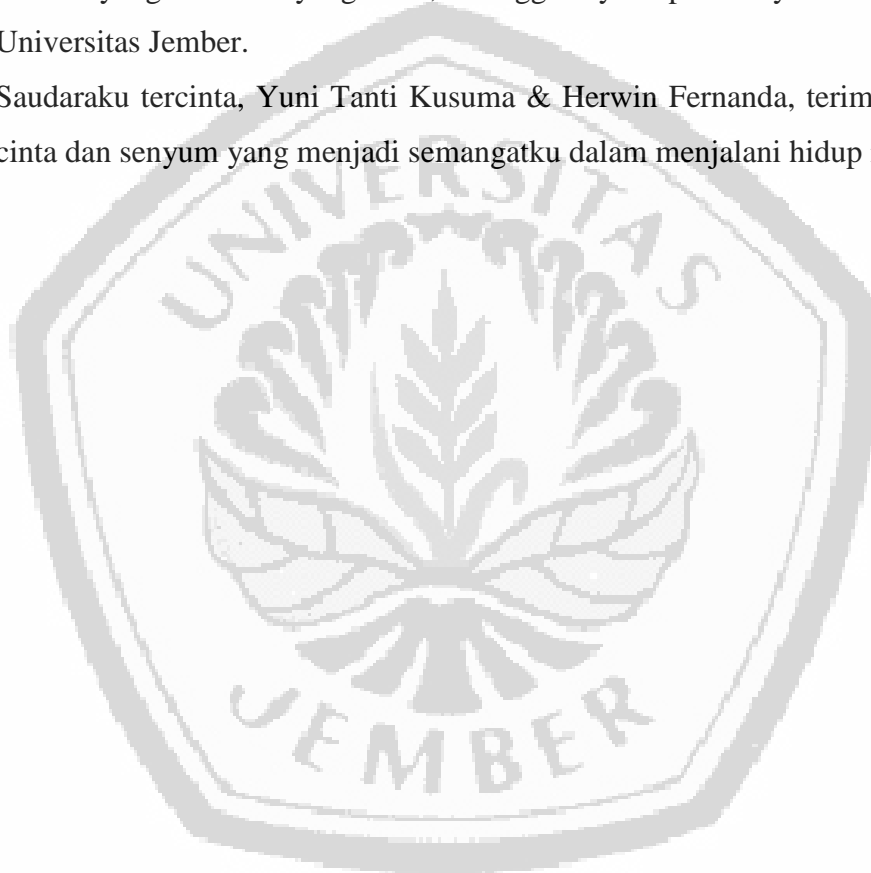 Universitas Jember.
Saudaraku tercinta, Yuni Tanti Kusuma & Herwin Fernanda,
cinta dan senyum yang menjadi semangatku dalam menjalani hidup
UNIVERSITAS
JEMBER